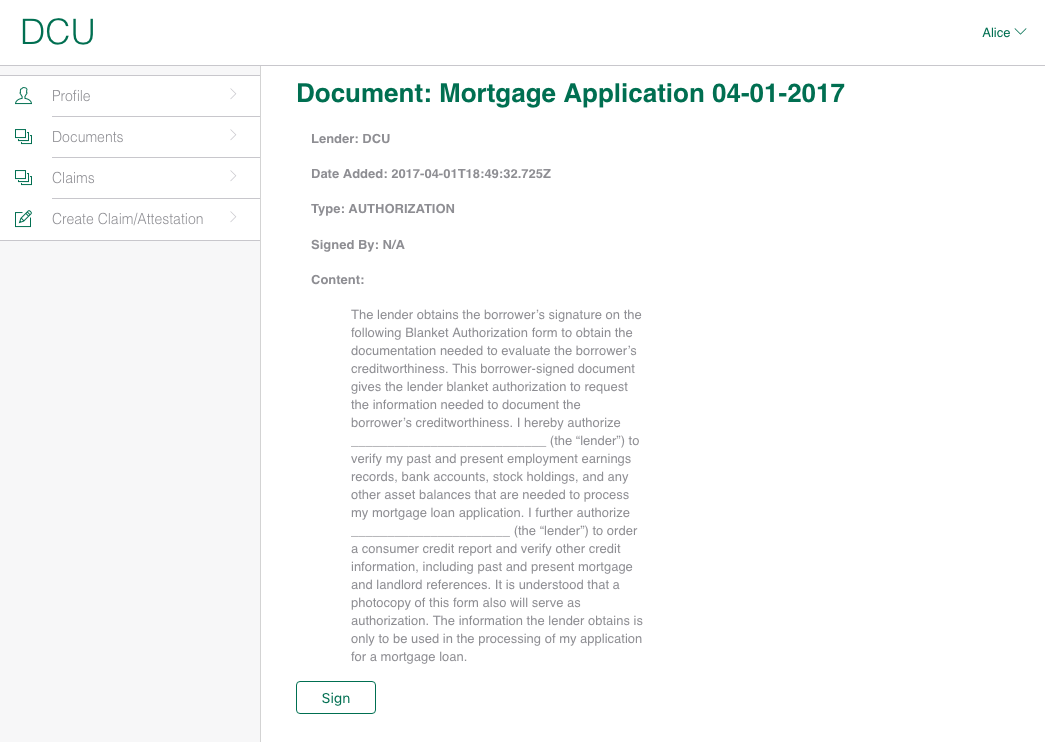 DCU
Alice
Profile
Documents
Claims
Create Claim/Attestation
Document: Mortgage Application 04-01-2017
Lender: DCU
Date Added: 2017-04-01T18:49:32.725Z
Type: AUTHORIZATION
Signed By: N/A
Content:
The lender obtains the borrower’s signature on the
following Blanket Authorization form to obtain the
documentation needed to evaluate the borrower’s
creditworthiness. This borrower-signed document
gives the lender blanket authorization to request
the information needed to document the
borrower’s creditworthiness. I hereby authorize
___________________________ (the “lender”) to
verify my past and present employment earnings
records, bank accounts, stock holdings, and any
other asset balances that are needed to process
my mortgage loan application. I further authorize
______________________ (the “lender”) to order
a consumer credit report and verify other credit
information, including past and present mortgage
and landlord references. It is understood that a
photocopy of this form also will serve as
authorization. The information the lender obtains is
only to be used in the processing of my application
for a mortgage loan.
Sign